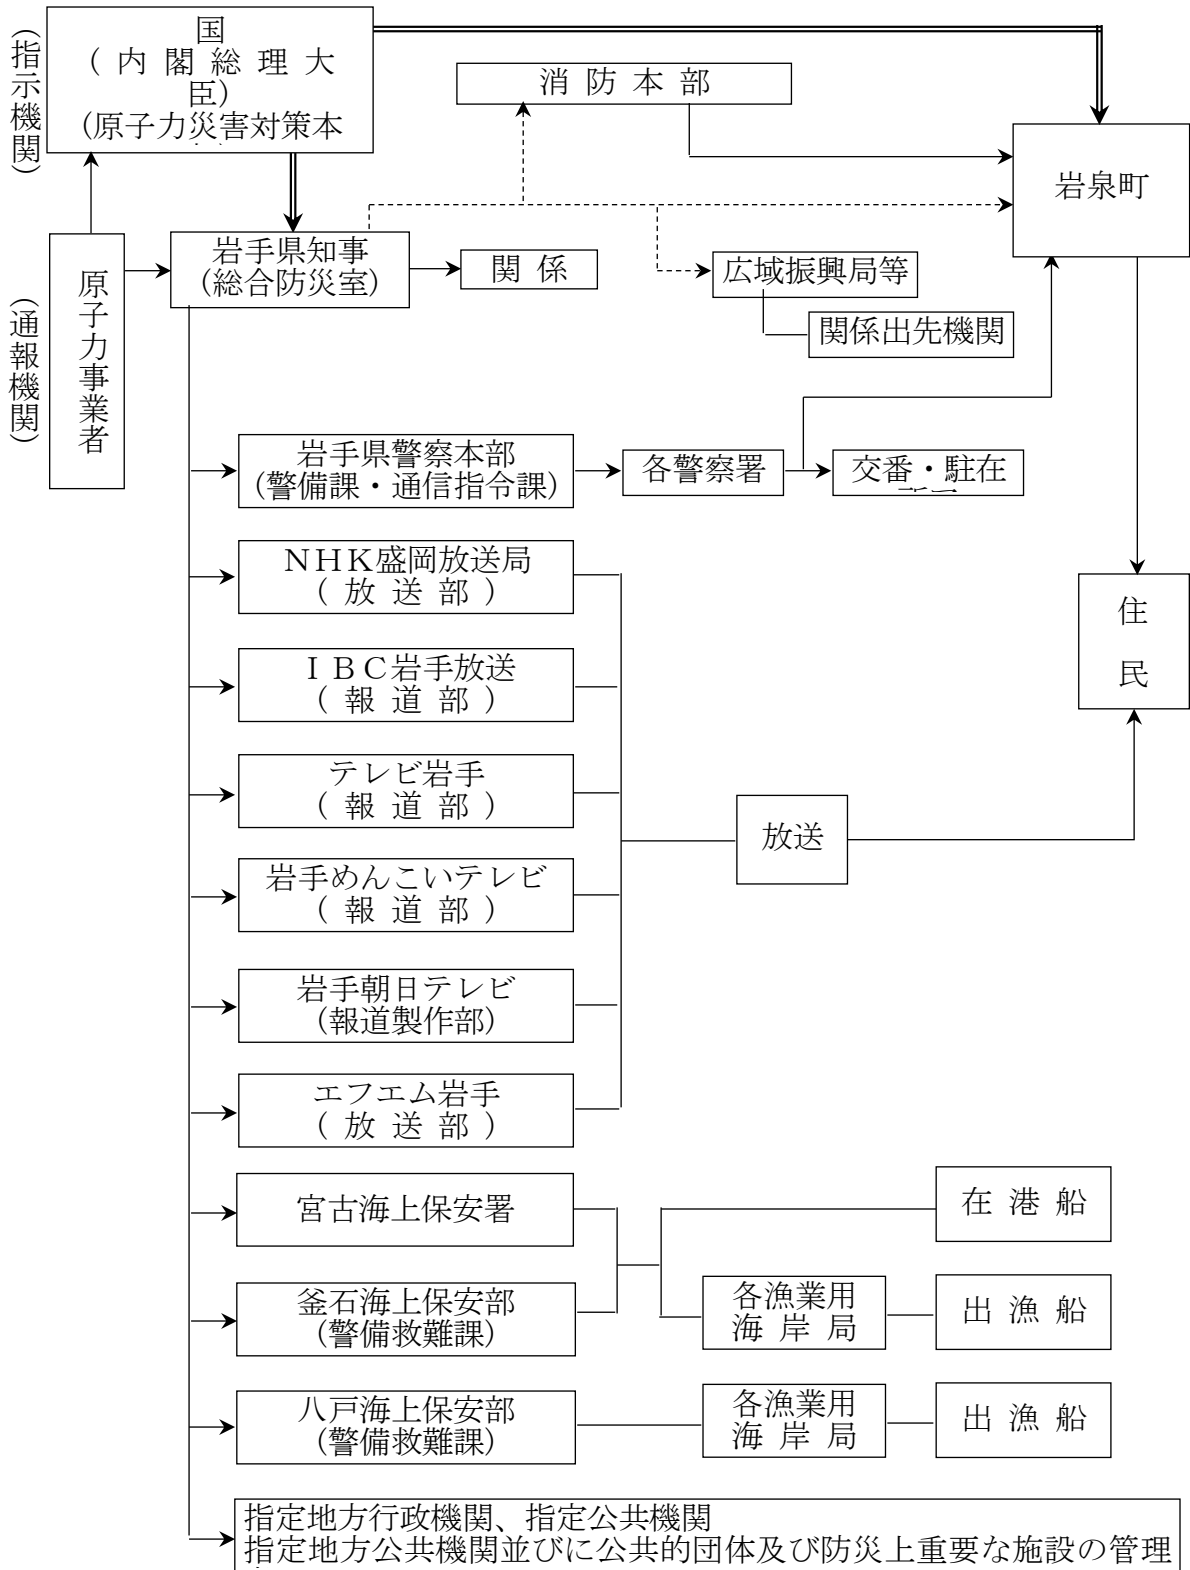 (指示機関)
国
( 内 閣 総 理 大
臣)
(原子力災害対策本
消 防 本 部
岩泉町
(通報機関)
原子力事業者
岩手県知事
(総合防災室)
関 係
広域振興局等
関係出先機関
岩手県警察本部
(警備課・通信指令課)
各警察署
交番・駐在
NHK盛岡放送局
( 放 送 部 )
IBC岩手放送
( 報 道 部 )
住
民
テレビ岩手
( 報 道 部 )
放送
岩手めんこいテレビ
( 報 道 部 )
岩手朝日テレビ
(報道製作部)
エフエム岩手
( 放 送 部 )
宮古海上保安署
在 港 船
釜石海上保安部
(警備救難課)
各漁業用
海 岸 局
出 漁 船
八戸海上保安部
(警備救難課)
各漁業用
海 岸 局
出 漁 船
指定地方行政機関、指定公共機関
指定地方公共機関並びに公共的団体及び防災上重要な施設の管理